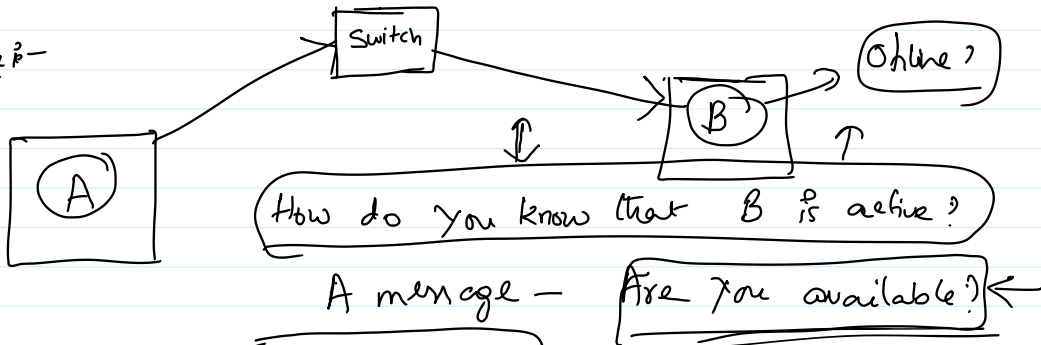 Switch
Online?
B
A
How do you know that B is active?
A message - Are you available?